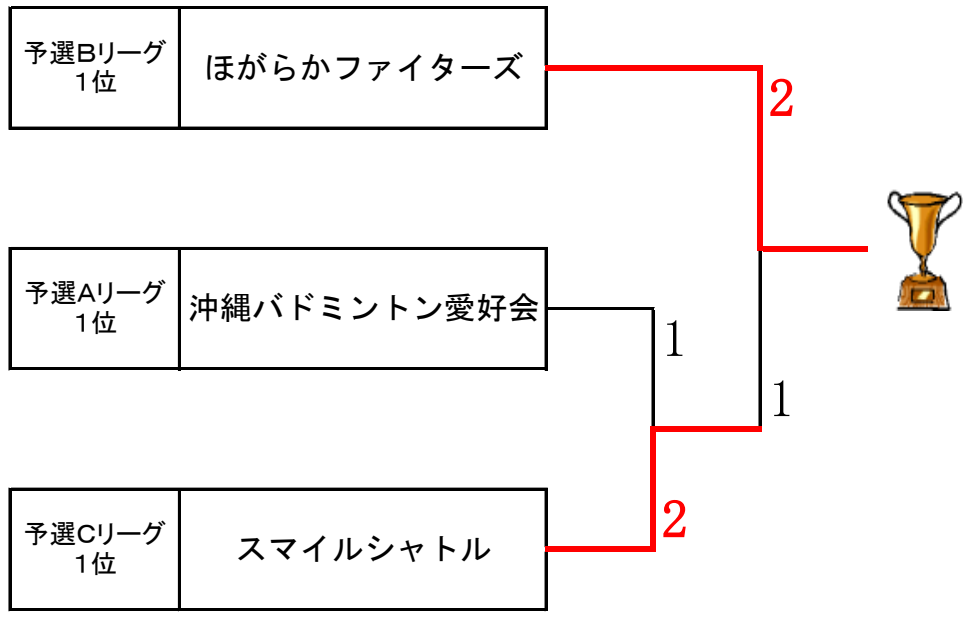 予選Bリーグ
1位
ほがらかファイターズ
2
予選Aリーグ
1位
沖縄バドミントン愛好会
1
1
予選Cリーグ
1位
スマイルシャトル
2